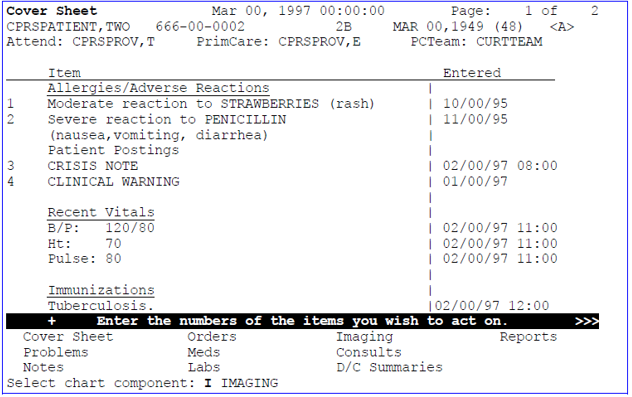 Cover Sheet Mar 00, 1997 00:00:00 Page: 1 of 2
CPRSPATIENT,TWO 666-00-0002 2B MAR 00,1949 (48) <A>
Attend: CPRSPROV,T PrimCare: CPRSPROV,E PCTeam: CURTTEAM
Item Entered
Allergies/Adverse Reactions |
1 Moderate reaction to STRAWBERRIES (rash) | 10/00/95
2 Severe reaction to PENICILLIN | 11/00/95
(nausea,vomiting, diarrhea) |
Patient Postings |
3 CRISIS NOTE | 02/00/97 08:00
4 CLINICAL WARNING | 01/00/97
|
Recent Vitals |
B/P: 120/80 | 02/00/97 11:00
Ht: 70 | 02/00/97 11:00
Pulse: 80 | 02/00/97 11:00
|
Immunizations |
Tuberculosis. |02/00/97 12:00
+ Enter the numbers of the items you wish to act on. >>>
Cover Sheet Orders Imaging Reports
Problems Meds Consults
Notes Labs D/C Summaries
Select chart component: I IMAGING